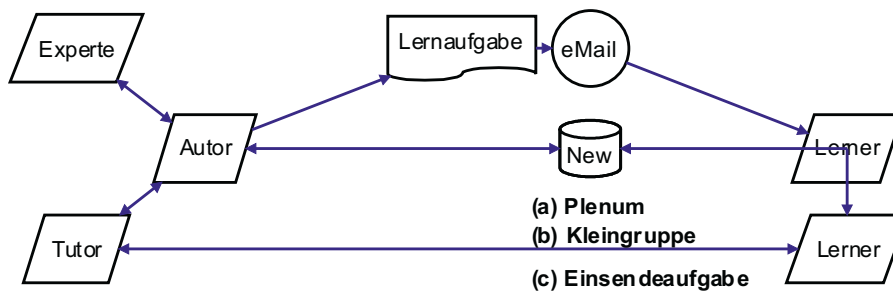 Experte
Lernaufgabe
eMail
Autor
New
Lerner
(a) Plenum
(b) Kleingruppe
Tutor
Lerner
(c) Einsendeaufgabe